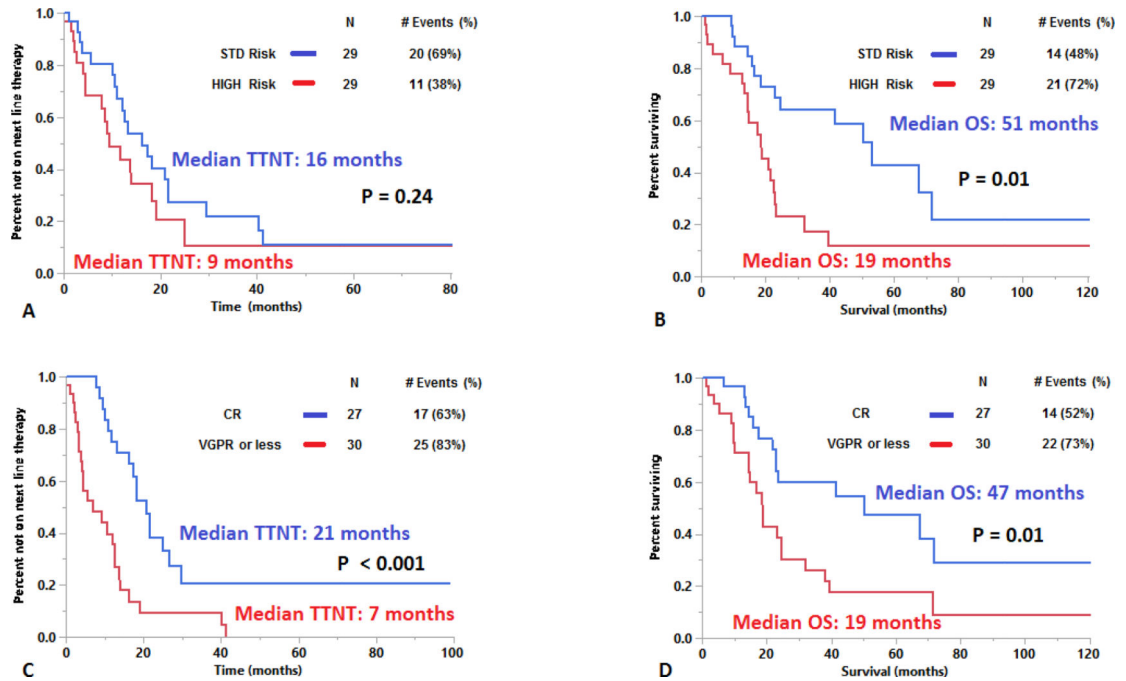 N # Events (%)
STD Risk 29 20 (69%)
HIGH Risk 29 11 (38%)
Median TTNT: 16 months
P = 0.24
Median TTNT: 9 months
Percent not on next line therapy
1.0
0.8
0.6
0.4
0.2
0.0
0 20 40 60 80
Time (months)
A
N # Events (%)
STD Risk 29 14 (48%)
HIGH Risk 29 21 (72%)
Median OS: 51 months
P = 0.01
Median OS: 19 months
Percent surviving
1.0
0.8
0.6
0.4
0.2
0.0
0 20 40 60 80 100 120
Survival (months)
B
N # Events (%)
CR 27 17 (63%)
VGPR or less 30 25 (83%)
Median TTNT: 21 months
P < 0.001
Median TTNT: 7 months
Percent not on next line therapy
1.0
0.8
0.6
0.4
0.2
0.0
0 20 40 60 80 100
Time (months)
C
N # Events (%)
CR 27 14 (52%)
VGPR or less 30 22 (73%)
Median OS: 47 months
P = 0.01
Median OS: 19 months
Percent surviving
1.0
0.8
0.6
0.4
0.2
0.0
0 20 40 60 80 100 120
Survival (months)
D